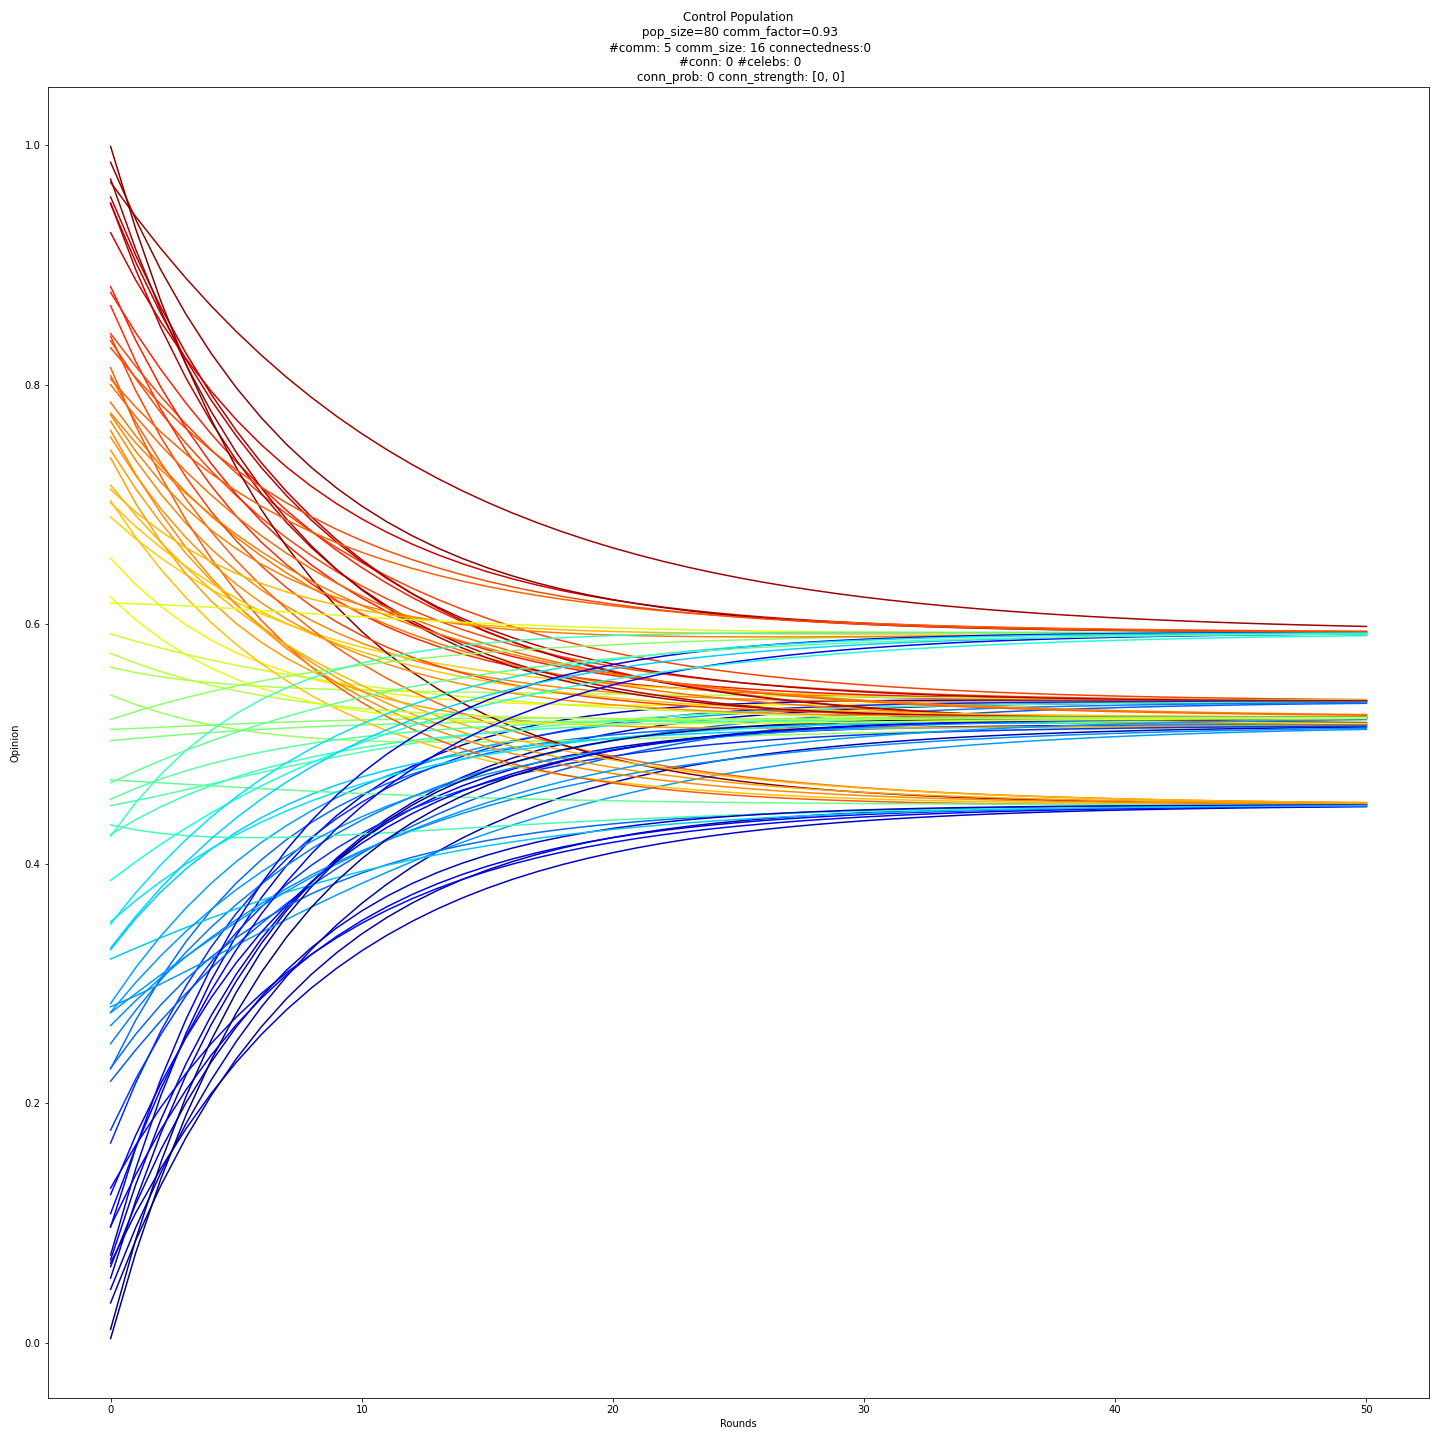 Control Population
pop_size=80 comm_factor=0.93
#comm: 5 comm_size: 16 connectedness:0
#conn: 0 #celebs: 0
conn_prob: 0 conn_strength: [0, 0]
1.0
0.8
0.6
0.4
0.2
0.0
Opinion
0 10 20 30 40 50
Rounds